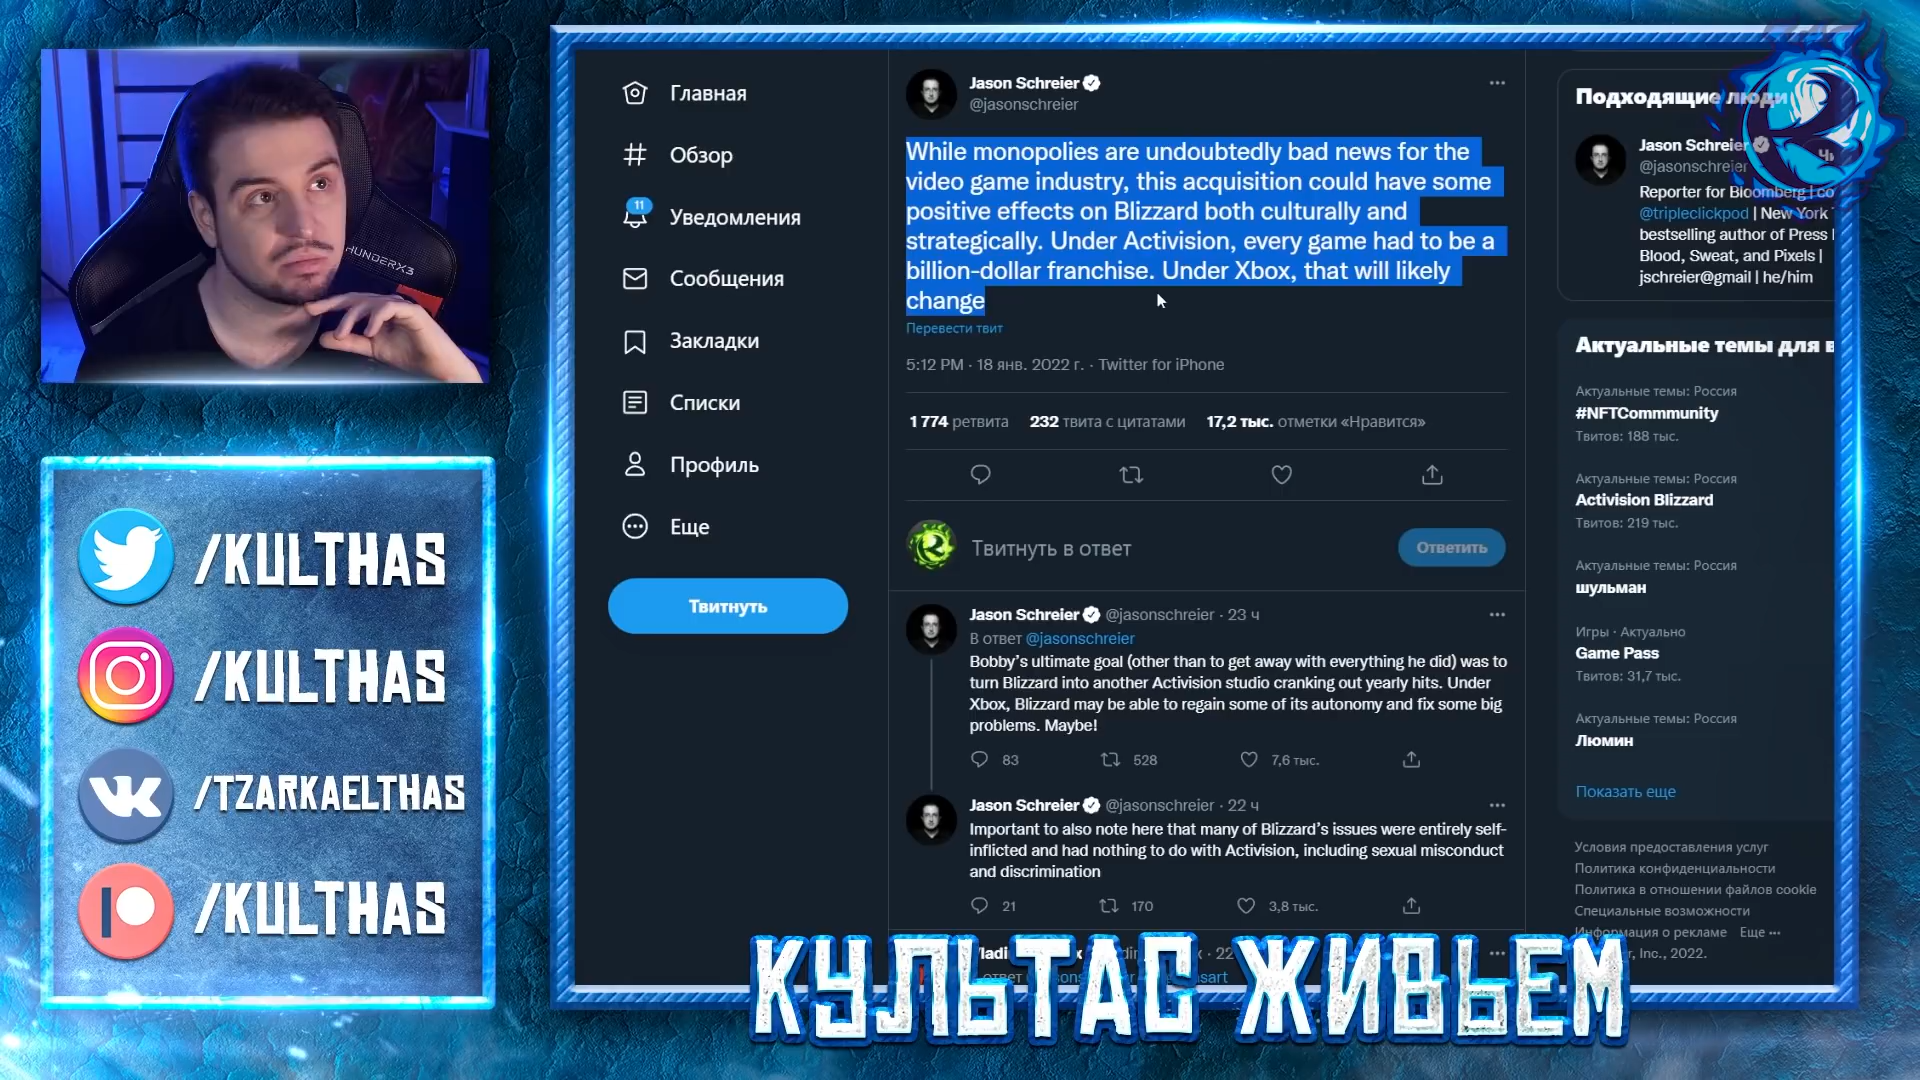 HUNDERX3
/KULTHAS
/KULTHAS
/TZARKAELTHAS
/KULTHAS
Главная
Обзор
11
Уведомления
Сообщения
Закладки
Списки
Профиль
Еще
Твитнуть
Jason Schreier
@jasonschreier
While monopolies are undoubtedly bad news for the
video game industry, this acquisition could have some
positive effects on Blizzard both culturally and
strategically. Under Activision, every game had to be a
billion-dollar franchise. Under Xbox, that will likely
change
Перевести твит
5:12 PM · 18 янв. 2022 г. · Twitter for iPhone
1 774 ретвита 232 твита с цитатами 17,2 тыс. отметки «Нравится»
Твитнуть в ответ
Ответить
Jason Schreier @jasonschreier · 23 ч
В ответ @jasonschreier
Bobby's ultimate goal (other than to get away with everything he did) was to
turn Blizzard into another Activision studio cranking out yearly hits. Under
Xbox, Blizzard may be able to regain some of its autonomy and fix some big
problems. Maybe!
83 528 7,6 тыс.
Jason Schreier @jasonschreier · 22 ч
Important to also note here that many of Blizzard's issues were entirely self-
inflicted and had nothing to do with Activision, including sexual misconduct
and discrimination
21 170 3,8 тыс.
Подходящие люди
Jason Schreier
@jasonschreier
Reporter for Bloomberg | co
@tripleclickpod | New York
bestselling author of Press
Blood, Sweat, and Pixels |
jschreier@gmail | he/him
Актуальные темы для в
Актуальные темы: Россия
#NFTCommmunity
Твитов: 188 тыс.
Актуальные темы: Россия
Activision Blizzard
Твитов: 219 тыс.
Актуальные темы: Россия
шульман
Игры · Актуально
Game Pass
Твитов: 31,7 тыс.
Актуальные темы: Россия
Люмин
Показать еще
Условия предоставления услуг
Политика конфиденциальности
Политика в отношении файлов cookie
Специальные возможности
Информация о рекламе Еще
Inc., 2022.
КУЛЬТАС ЖИВЬЕМ